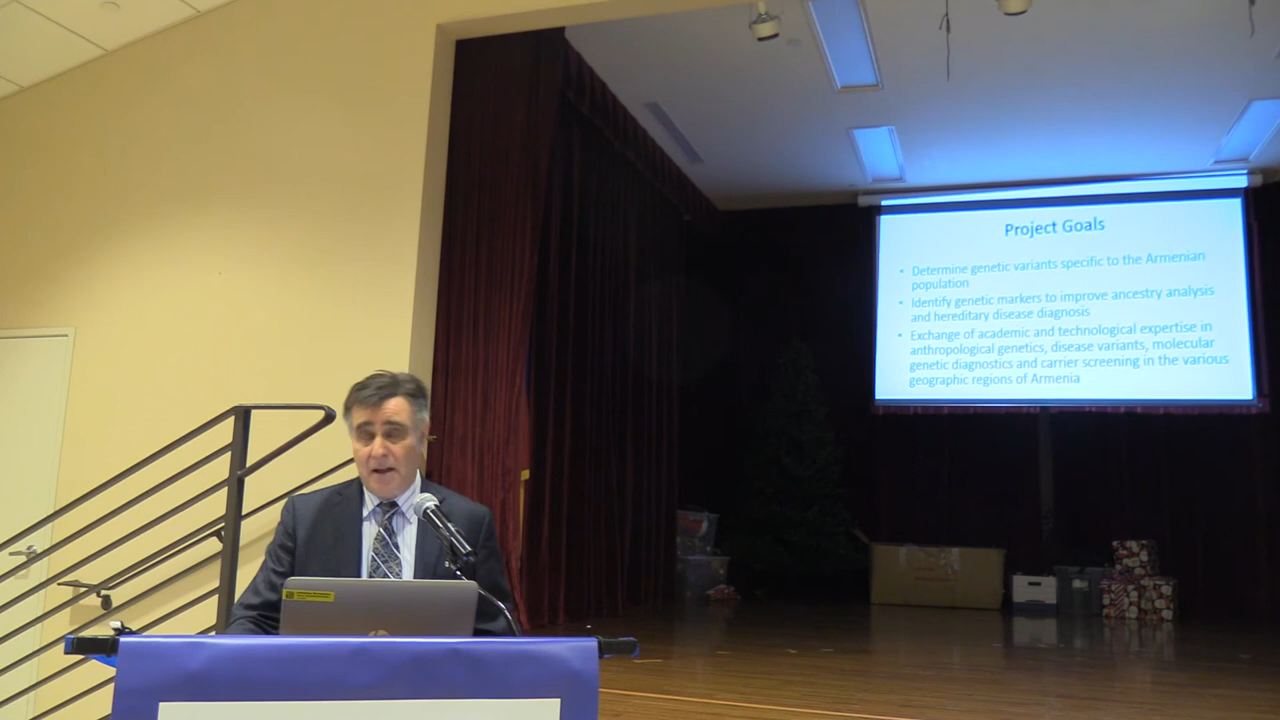 Project Goals
• Determine genetic variants specific to the Armenian
population
• Identify genetic markers to improve ancestry analysis
and hereditary disease diagnosis
• Exchange of academic and technological expertise in
anthropological genetics, disease variants, molecular
genetic diagnostics and carrier screening in the various
geographic regions of Armenia